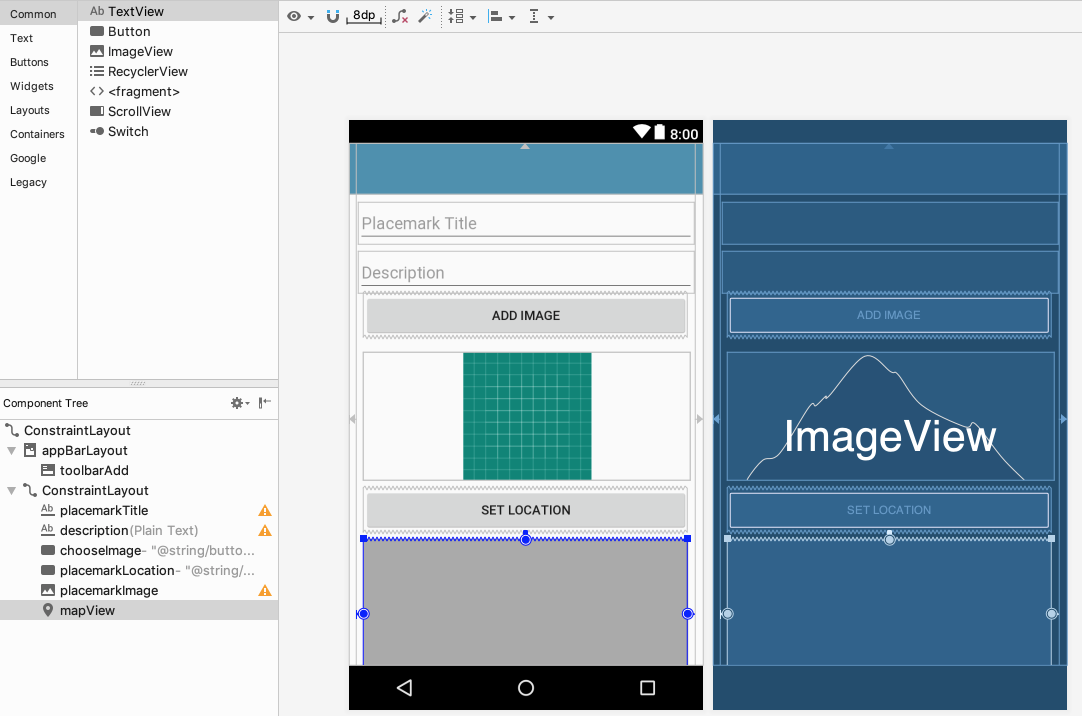 Common
Text
Buttons
Widgets
Layouts
Containers
Google
Legacy
Ab TextView
Button
ImageView
RecyclerView
<fragment>
ScrollView
Switch
8dp
Component Tree
ConstraintLayout
appBarLayout
toolbarAdd
ConstraintLayout
Ab placemarkTitle
Ab description(Plain Text)
chooseImage- "@string/butto...
placemarkLocation- "@string/...
placemarkImage
mapView
8:00
Placemark Title
Description
ADD IMAGE
SET LOCATION
ADD IMAGE
ImageView
SET LOCATION